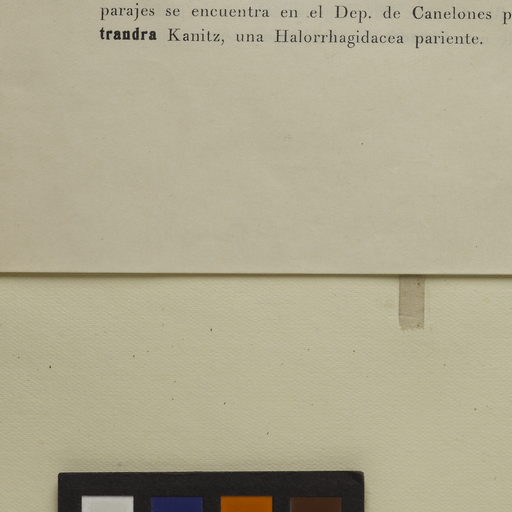 parajes se encuentra en el Dep. de Canelones
trandra Kanitz, una Halorrhagidacea pariente.